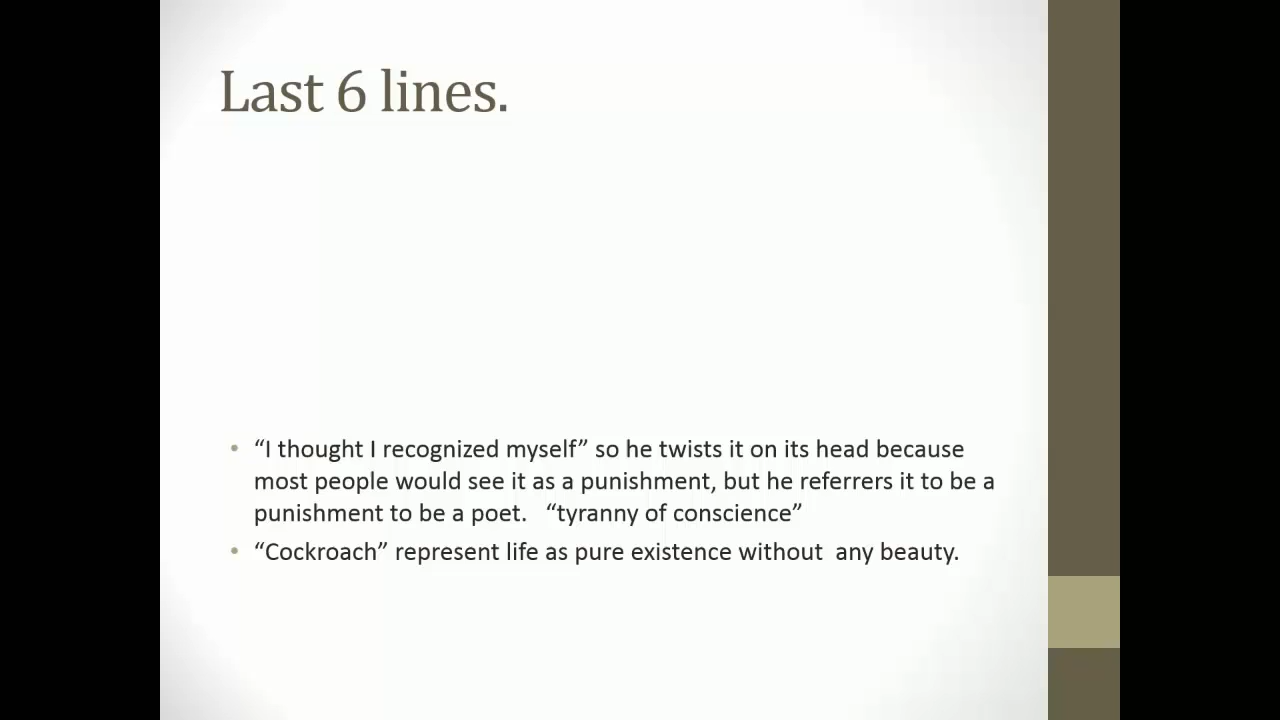 Last 6 lines.
• “I thought I recognized myself” so he twists it on its head because
most people would see it as a punishment, but he referrers it to be a
punishment to be a poet.   “tyranny of conscience”
• “Cockroach” represent life as pure existence without  any beauty.